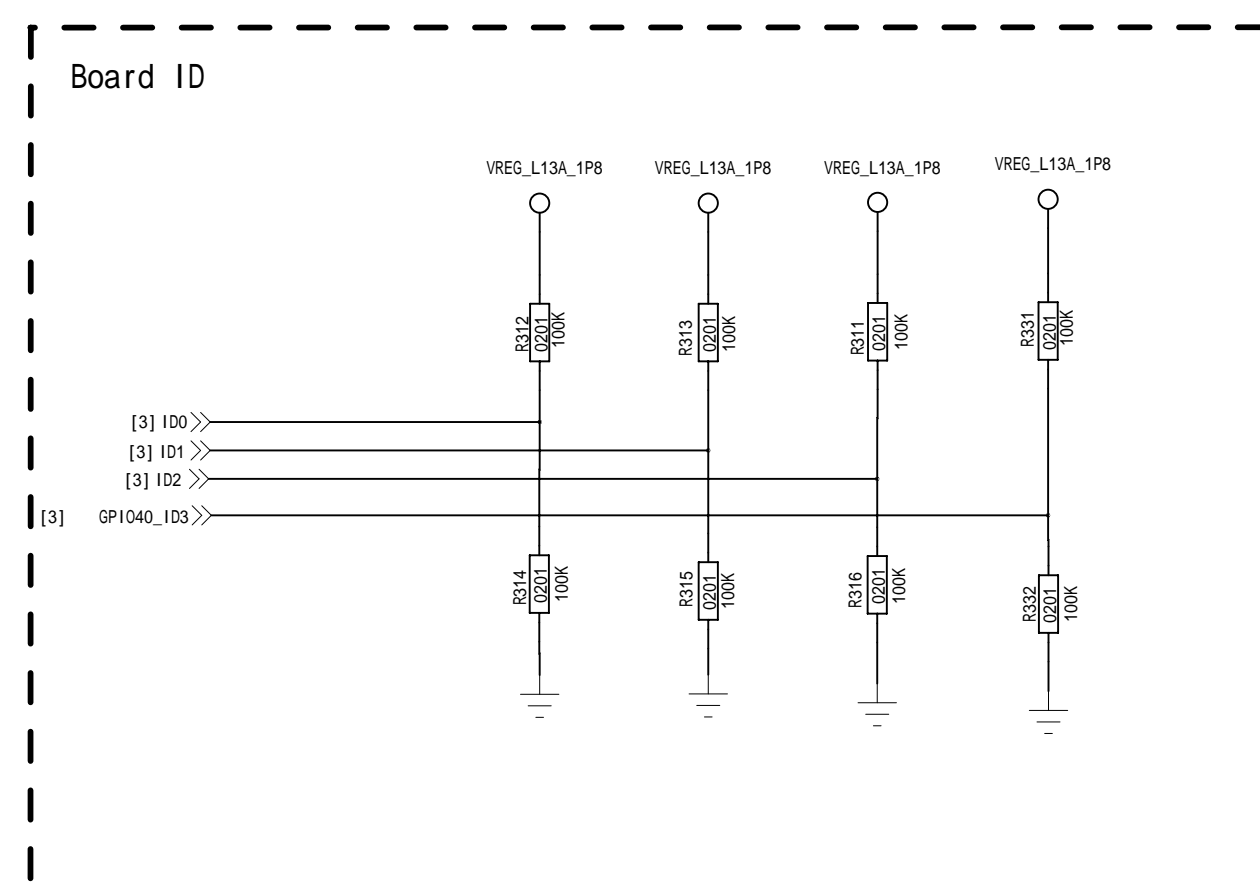 Board ID
VREG_L13A_1P8
VREG_L13A_1P8
VREG_L13A_1P8
VREG_L13A_1P8
R312
0201
100K
R313
0201
100K
R311
0201
100K
R331
0201
100K
[3] ID0
[3] ID1
[3] ID2
[3] GPIO40_ID3
R314
0201
100K
R315
0201
100K
R316
0201
100K
R332
0201
100K